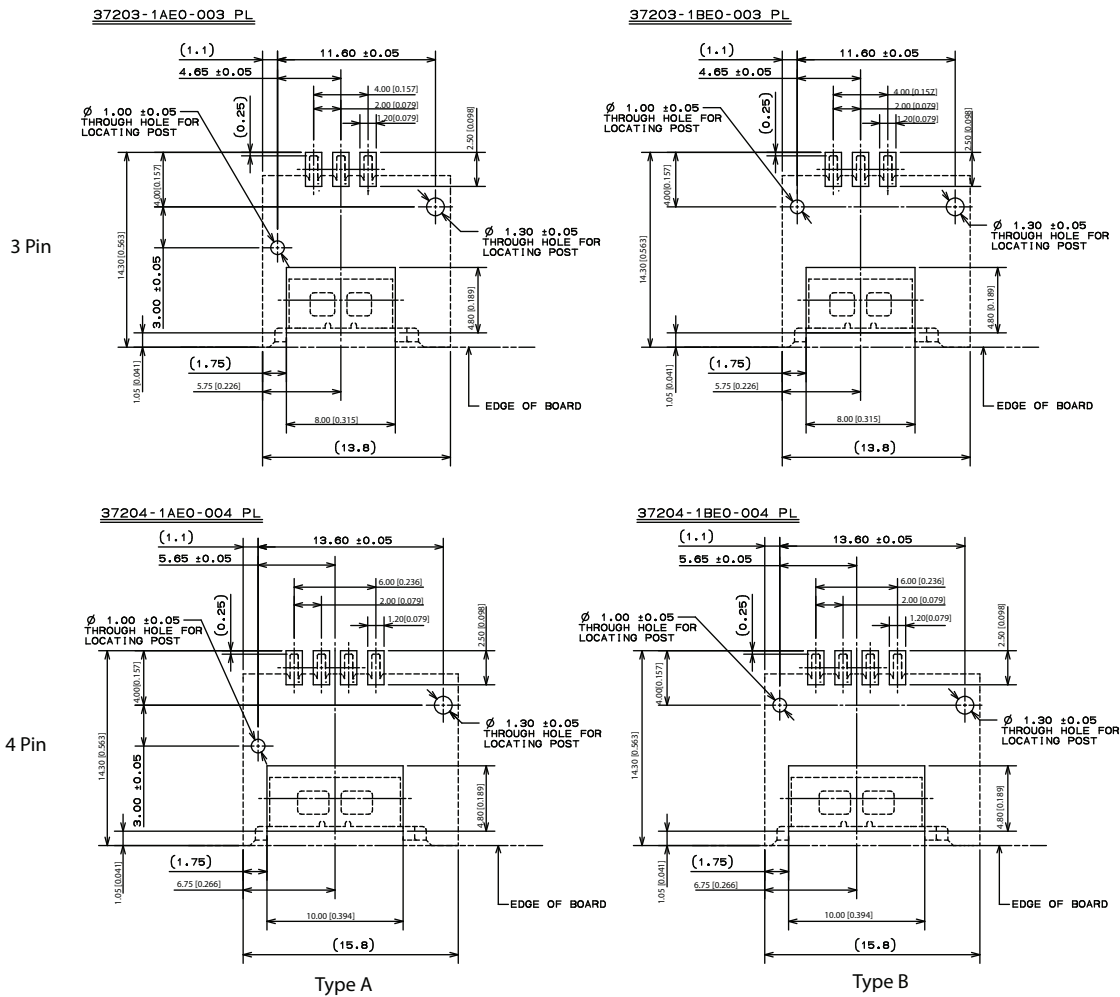 37203-1AE0-003 PL
(1.1)
11.60 ±0.05
4.65 ±0.05
4.00 [0.157]
2.00 [0.079]
1.20[0.079]
Ø 1.00 ±0.05
THROUGH HOLE FOR
LOCATING POST
(0.25)
2.50 [0.098]
4.00[0.157]
14.30 [0.563]
3.00 ±0.05
Ø 1.30 ±0.05
THROUGH HOLE FOR
LOCATING POST
4.80 [0.189]
1.05 [0.041]
(1.75)
5.75 [0.226]
EDGE OF BOARD
8.00 [0.315]
(13.8)
37203-1BE0-003 PL
(1.1)
11.60 ±0.05
4.65 ±0.05
4.00 [0.157]
2.00 [0.079]
1.20[0.079]
Ø 1.00 ±0.05
THROUGH HOLE FOR
LOCATING POST
(0.25)
2.50 [0.098]
4.00[0.157]
14.30 [0.563]
Ø 1.30 ±0.05
THROUGH HOLE FOR
LOCATING POST
4.80 [0.189]
1.05 [0.041]
(1.75)
5.75 [0.226]
EDGE OF BOARD
8.00 [0.315]
(13.8)
3 Pin
37204-1AE0-004 PL
(1.1)
13.60 ±0.05
5.65 ±0.05
6.00 [0.236]
2.00 [0.079]
1.20[0.079]
Ø 1.00 ±0.05
THROUGH HOLE FOR
LOCATING POST
(0.25)
2.50 [0.098]
4.00[0.157]
14.30 [0.563]
3.00 ±0.05
Ø 1.30 ±0.05
THROUGH HOLE FOR
LOCATING POST
4.80 [0.189]
1.05 [0.041]
(1.75)
6.75 [0.266]
EDGE OF BOARD
10.00 [0.394]
(15.8)
37204-1BE0-004 PL
(1.1)
13.60 ±0.05
5.65 ±0.05
6.00 [0.236]
2.00 [0.079]
1.20[0.079]
Ø 1.00 ±0.05
THROUGH HOLE FOR
LOCATING POST
(0.25)
2.50 [0.098]
4.00[0.157]
14.30 [0.563]
Ø 1.30 ±0.05
THROUGH HOLE FOR
LOCATING POST
4.80 [0.189]
1.05 [0.041]
(1.75)
6.75 [0.266]
EDGE OF BOARD
10.00 [0.394]
(15.8)
4 Pin
Type A
Type B